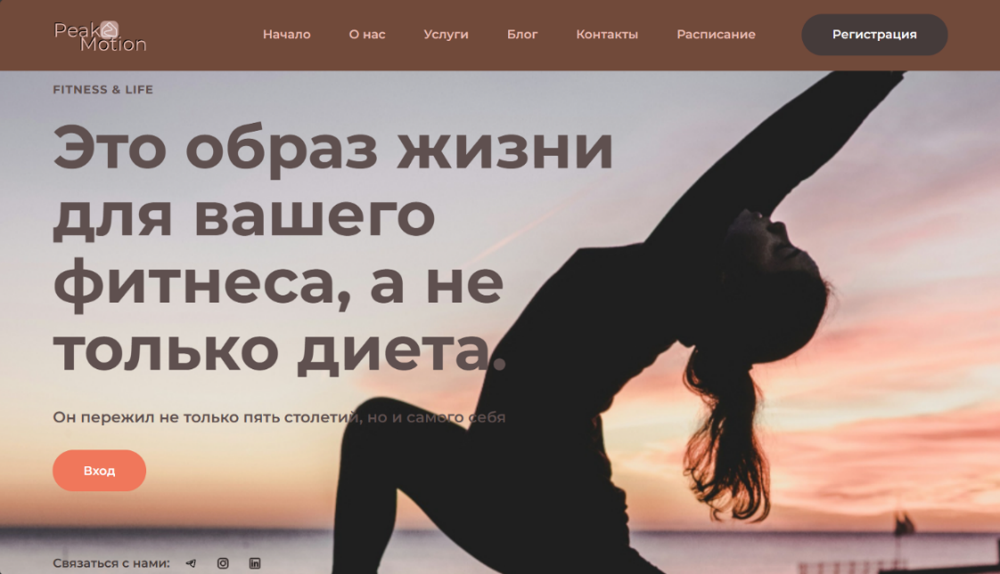 Peak
Motion
Начало О нас Услуги Блог Контакты Расписание Регистрация
FITNESS & LIFE
Это образ жизни
для вашего
фитнеса, а не
только диета.
Он пережил не только пять столетий, но и самого себя
Вход
Связаться с нами: